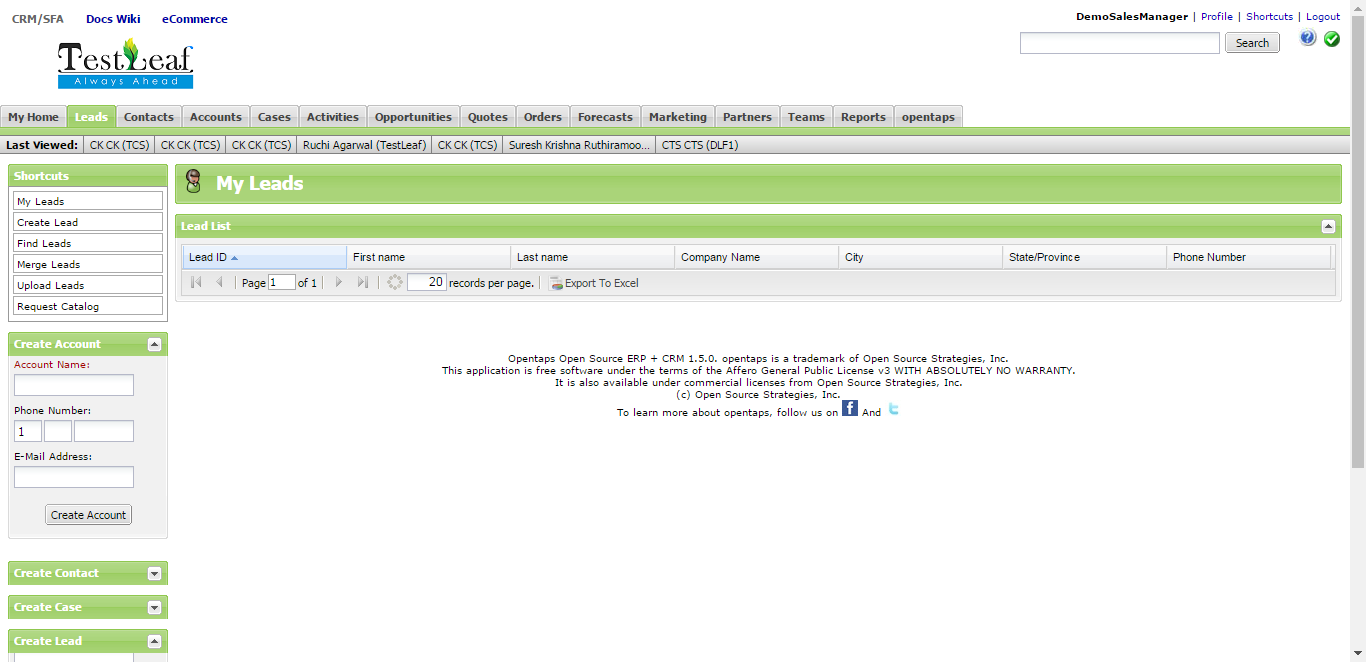 CRM/SFA Docs Wiki eCommerce
DemoSalesManager | Profile | Shortcuts | Logout
Search
TestLeaf
Always Ahead
My Home Leads Contacts Accounts Cases Activities Opportunities Quotes Orders Forecasts Marketing Partners Teams Reports opentaps
Last Viewed: CK CK (TCS) CK CK (TCS) CK CK (TCS) Ruchi Agarwal (TestLeaf) CK CK (TCS) Suresh Krishna Ruthiramoo... CTS CTS (DLF1)
Shortcuts
My Leads
Create Lead
Find Leads
Merge Leads
Upload Leads
Request Catalog
Create Account
Account Name:
Phone Number:
1
E-Mail Address:
Create Account
Create Contact
Create Case
Create Lead
My Leads
Lead List
Lead ID First name Last name Company Name City State/Province Phone Number
Page 1 of 1 20 records per page. Export To Excel
Opentaps Open Source ERP + CRM 1.5.0. opentaps is a trademark of Open Source Strategies, Inc.
This application is free software under the terms of the Affero General Public License v3 WITH ABSOLUTELY NO WARRANTY.
It is also available under commercial licenses from Open Source Strategies, Inc.
(c) Open Source Strategies, Inc.
To learn more about opentaps, follow us on f And t